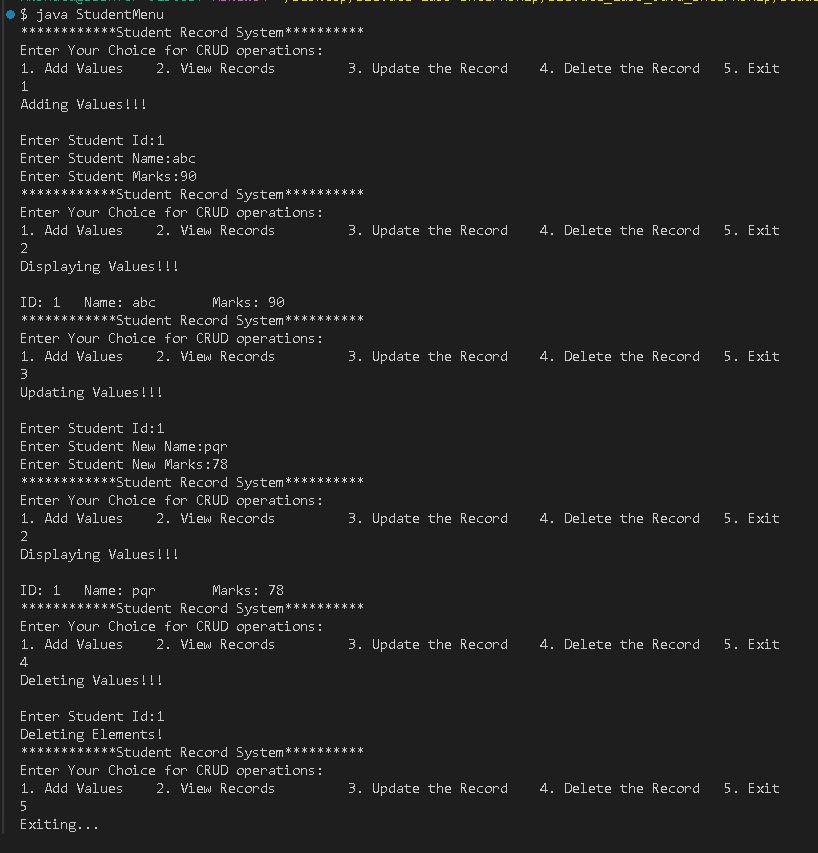 $ java StudentMenu
************Student Record System**********
Enter Your Choice for CRUD operations:
1. Add Values    2. View Records         3. Update the Record    4. Delete the Record   5. Exit
1
Adding Values!!!
Enter Student Id:1
Enter Student Name:abc
Enter Student Marks:90
************Student Record System**********
Enter Your Choice for CRUD operations:
1. Add Values    2. View Records         3. Update the Record    4. Delete the Record   5. Exit
2
Displaying Values!!!
ID: 1   Name: abc       Marks: 90
************Student Record System**********
Enter Your Choice for CRUD operations:
1. Add Values    2. View Records         3. Update the Record    4. Delete the Record   5. Exit
3
Updating Values!!!
Enter Student Id:1
Enter Student New Name:pqr
Enter Student New Marks:78
************Student Record System**********
Enter Your Choice for CRUD operations:
1. Add Values    2. View Records         3. Update the Record    4. Delete the Record   5. Exit
2
Displaying Values!!!
ID: 1   Name: pqr       Marks: 78
************Student Record System**********
Enter Your Choice for CRUD operations:
1. Add Values    2. View Records         3. Update the Record    4. Delete the Record   5. Exit
4
Deleting Values!!!
Enter Student Id:1
Deleting Elements!
************Student Record System**********
Enter Your Choice for CRUD operations:
1. Add Values    2. View Records         3. Update the Record    4. Delete the Record   5. Exit
5
Exiting...